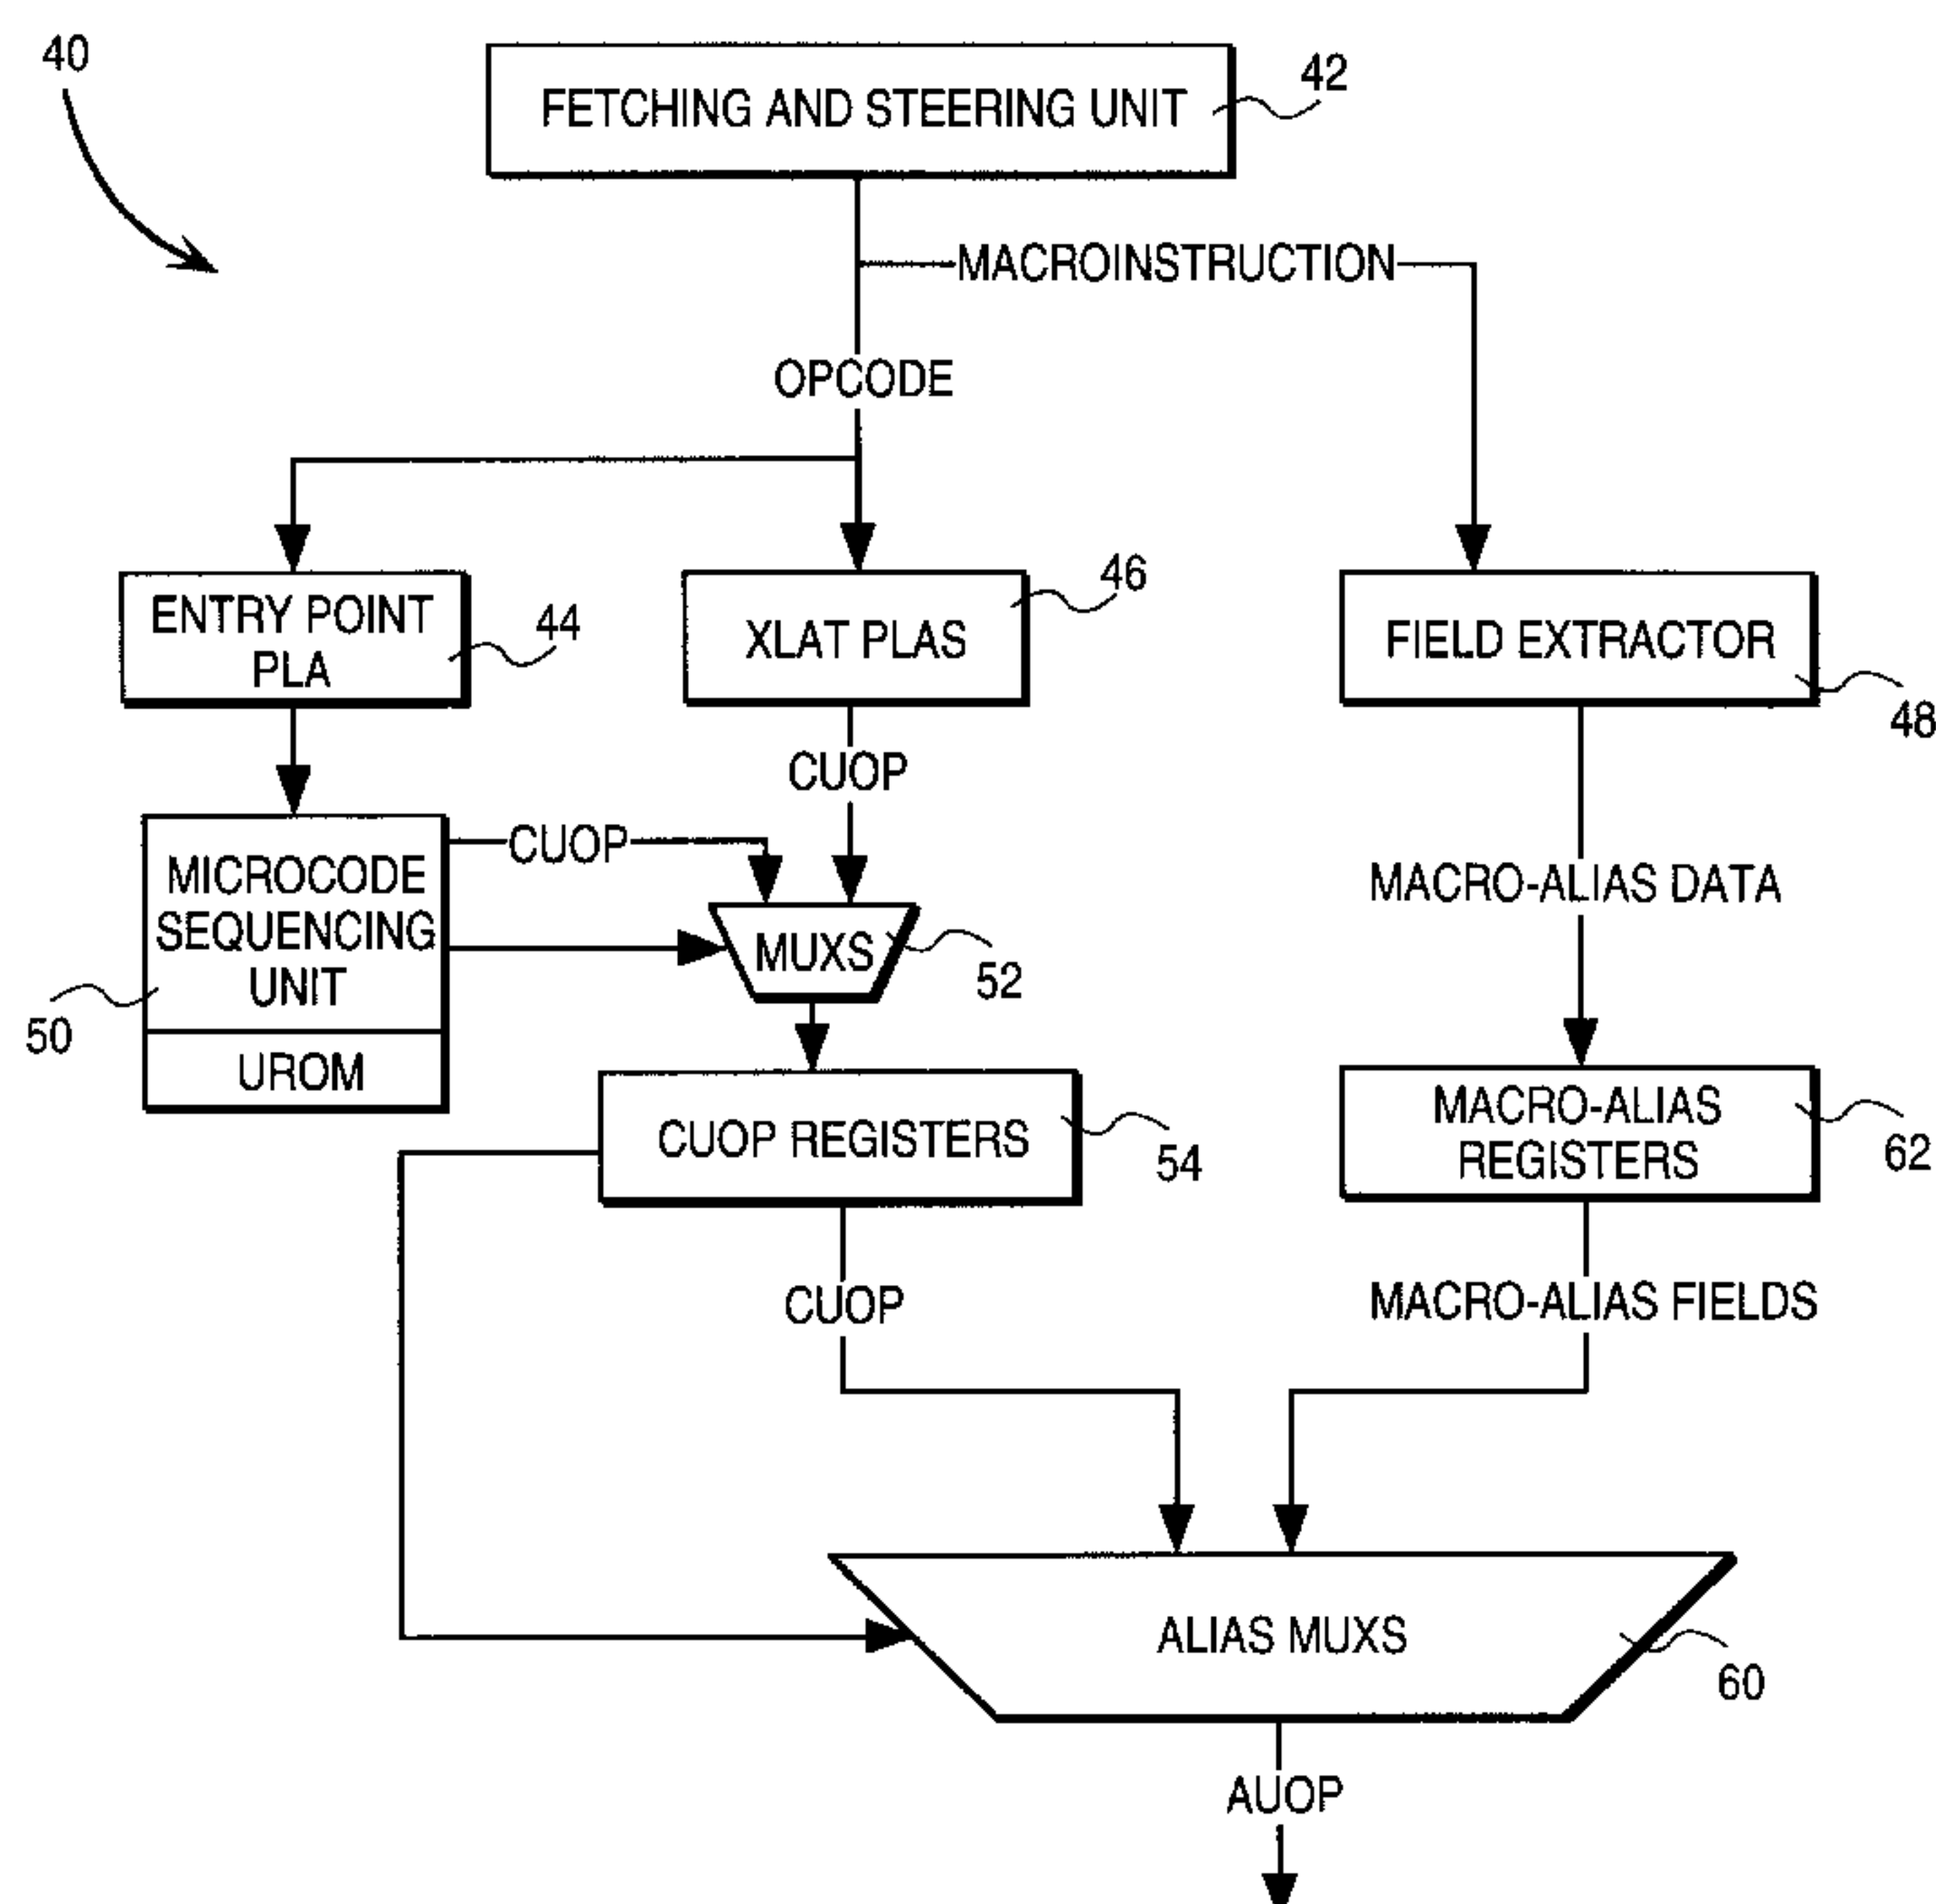 40
FETCHING AND STEERING UNIT
42
MACROINSTRUCTION
OPCODE
ENTRY POINT
PLA
44
XLAT PLAS
46
FIELD EXTRACTOR
48
CUOP
CUOP
MICROCODE
SEQUENCING
UNIT
UROM
50
MUXS
52
MACRO-ALIAS DATA
CUOP REGISTERS
54
MACRO-ALIAS
REGISTERS
62
CUOP
MACRO-ALIAS FIELDS
ALIAS MUXS
60
AUOP